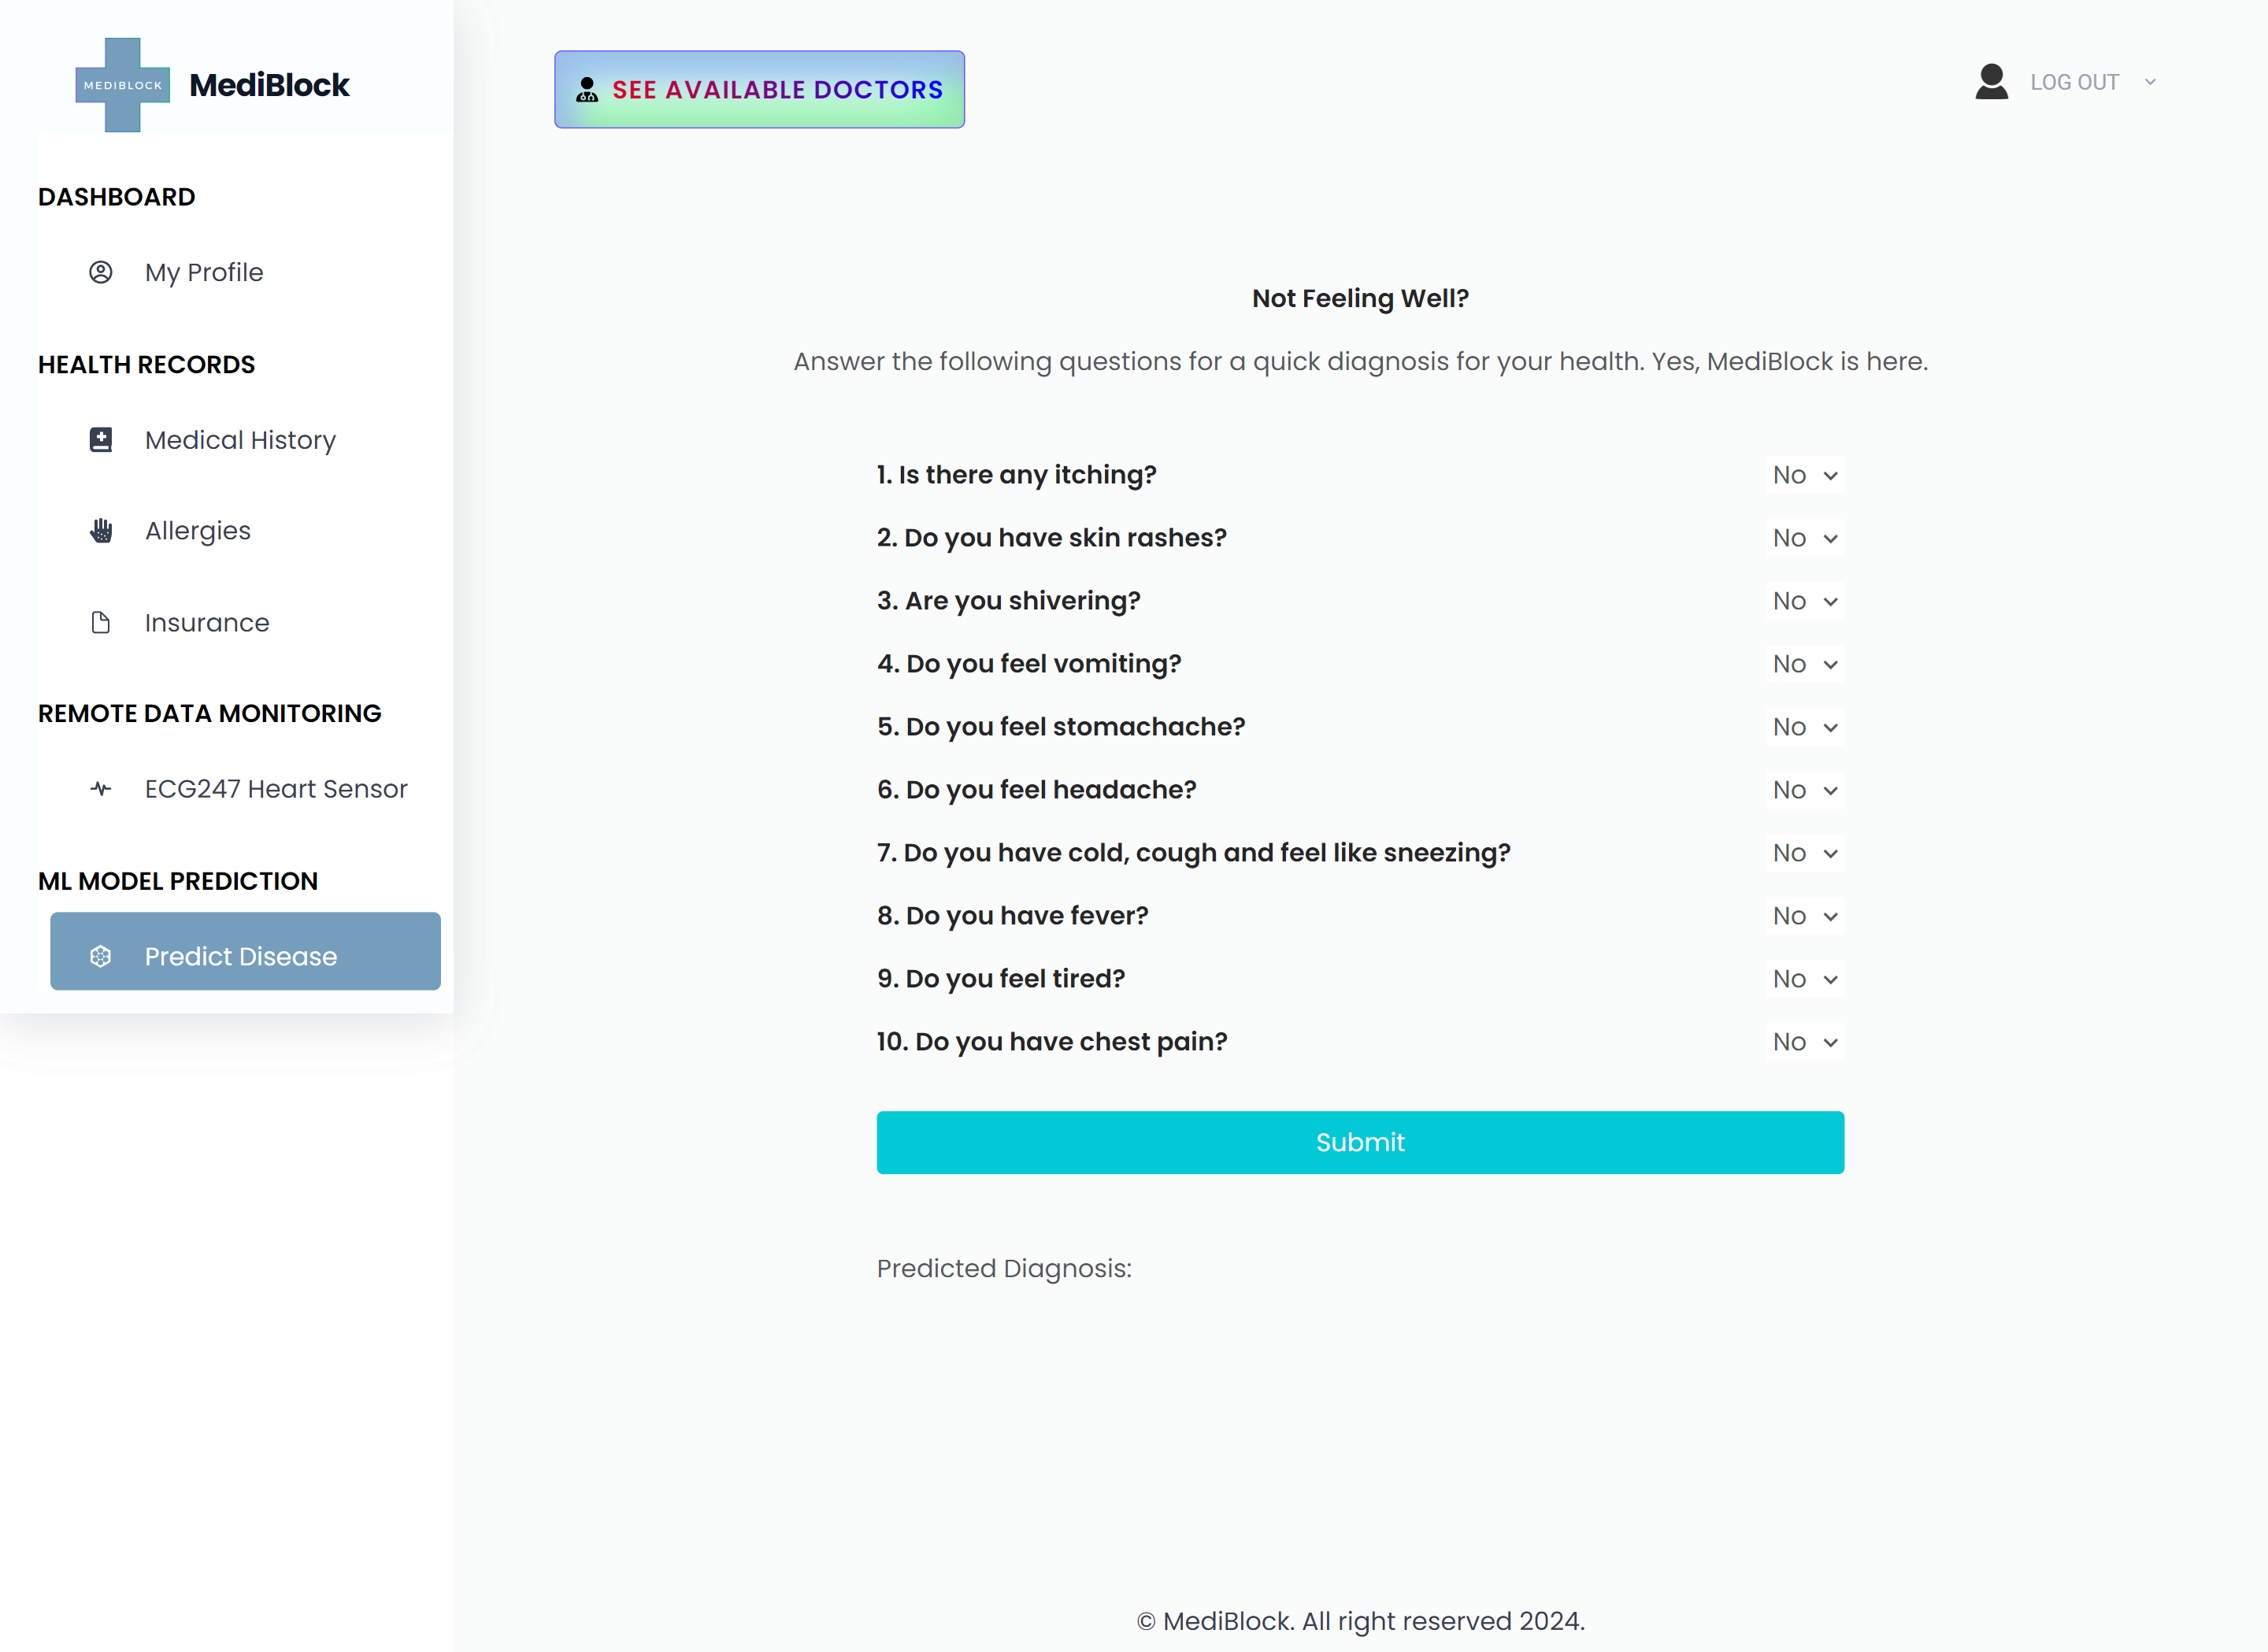 MEDIBLOCK
MediBlock
DASHBOARD
My Profile
HEALTH RECORDS
Medical History
Allergies
Insurance
REMOTE DATA MONITORING
ECG247 Heart Sensor
ML MODEL PREDICTION
Predict Disease
SEE AVAILABLE DOCTORS
LOG OUT
Not Feeling Well?
Answer the following questions for a quick diagnosis for your health. Yes, MediBlock is here.
1. Is there any itching? No
2. Do you have skin rashes? No
3. Are you shivering? No
4. Do you feel vomiting? No
5. Do you feel stomachache? No
6. Do you feel headache? No
7. Do you have cold, cough and feel like sneezing? No
8. Do you have fever? No
9. Do you feel tired? No
10. Do you have chest pain? No
Submit
Predicted Diagnosis:
© MediBlock. All right reserved 2024.